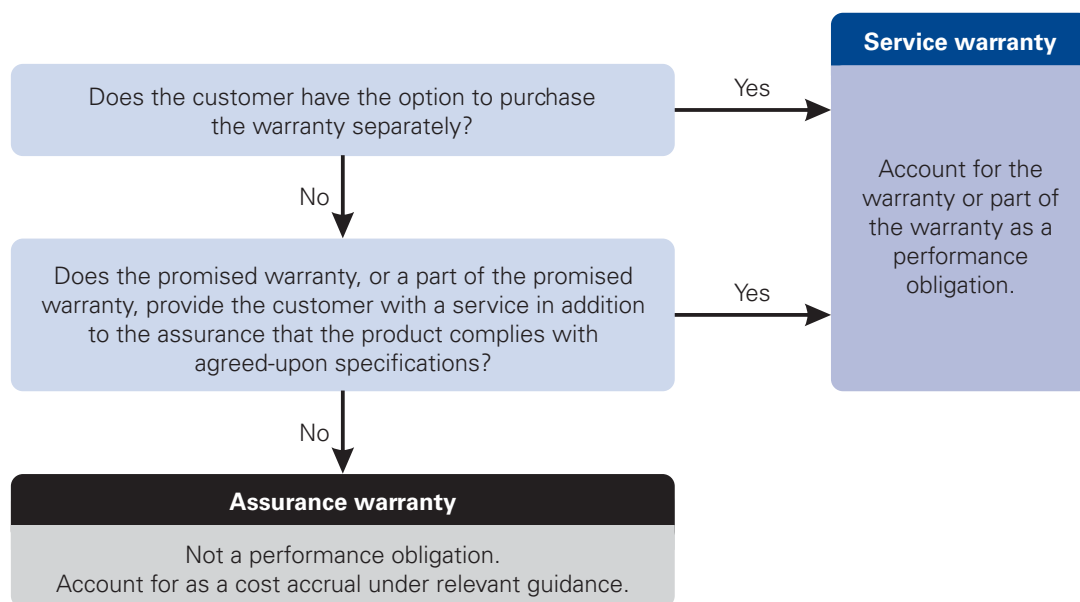 Service warranty
Does the customer have the option to purchase
the warranty separately?
Yes
Account for the
warranty or part of
the warranty as a
performance
obligation.
No
Does the promised warranty, or a part of the promised
warranty, provide the customer with a service in addition
to the assurance that the product complies with
agreed-upon specifications?
Yes
No
Assurance warranty
Not a performance obligation.
Account for as a cost accrual under relevant guidance.